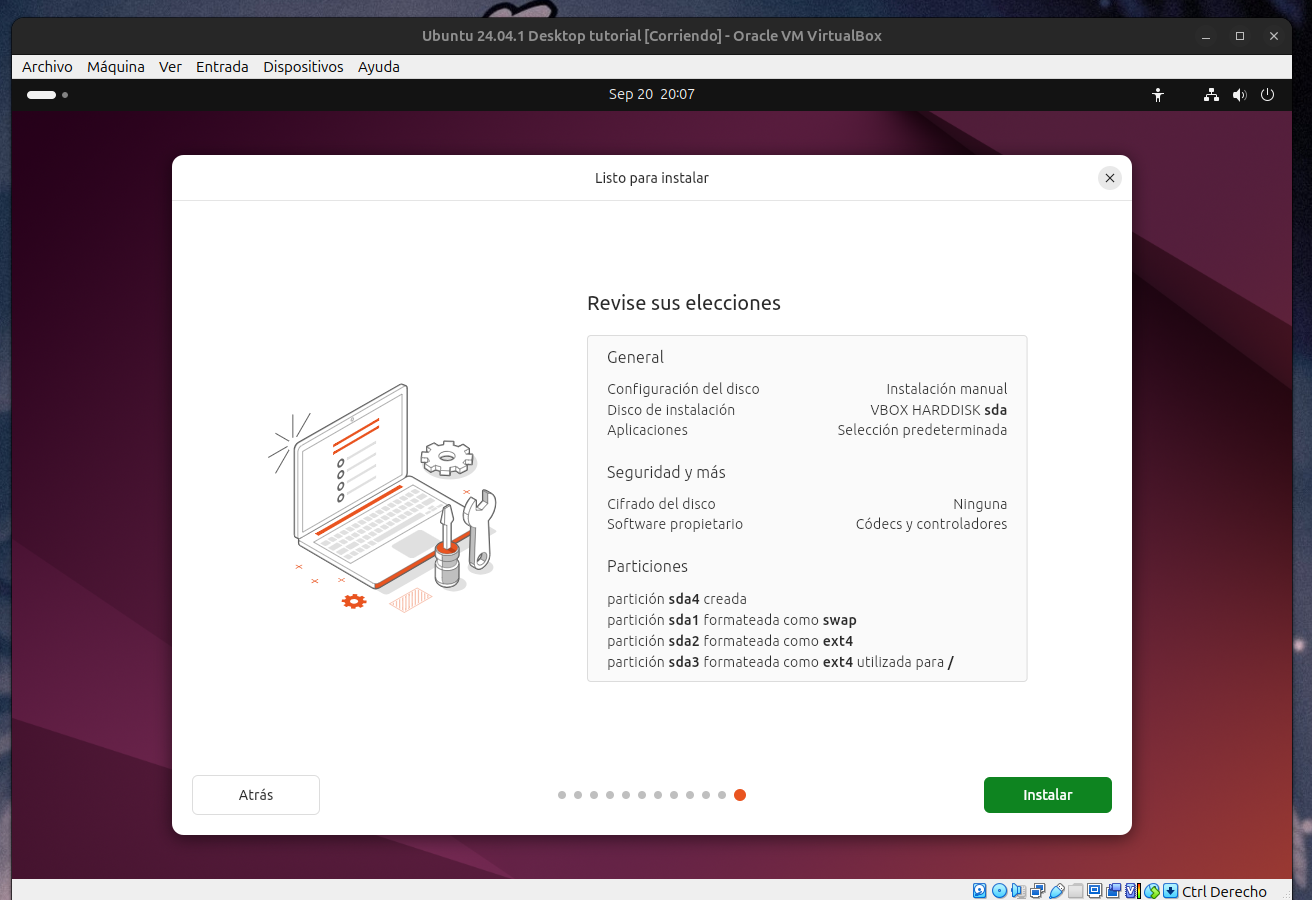 Ubuntu 24.04.1 Desktop tutorial [Corriendo] - Oracle VM VirtualBox
Archivo Máquina Ver Entrada Dispositivos Ayuda
Sep 20 20:07
Listo para instalar
Revise sus elecciones
General
Configuración del disco Instalación manual
Disco de instalación VBOX HARDDISK sda
Aplicaciones Selección predeterminada
Seguridad y más
Cifrado del disco Ninguna
Software propietario Códecs y controladores
Particiones
partición sda4 creada
partición sda1 formateada como swap
partición sda2 formateada como ext4
partición sda3 formateada como ext4 utilizada para /
Atrás
Instalar
Ctrl Derecho